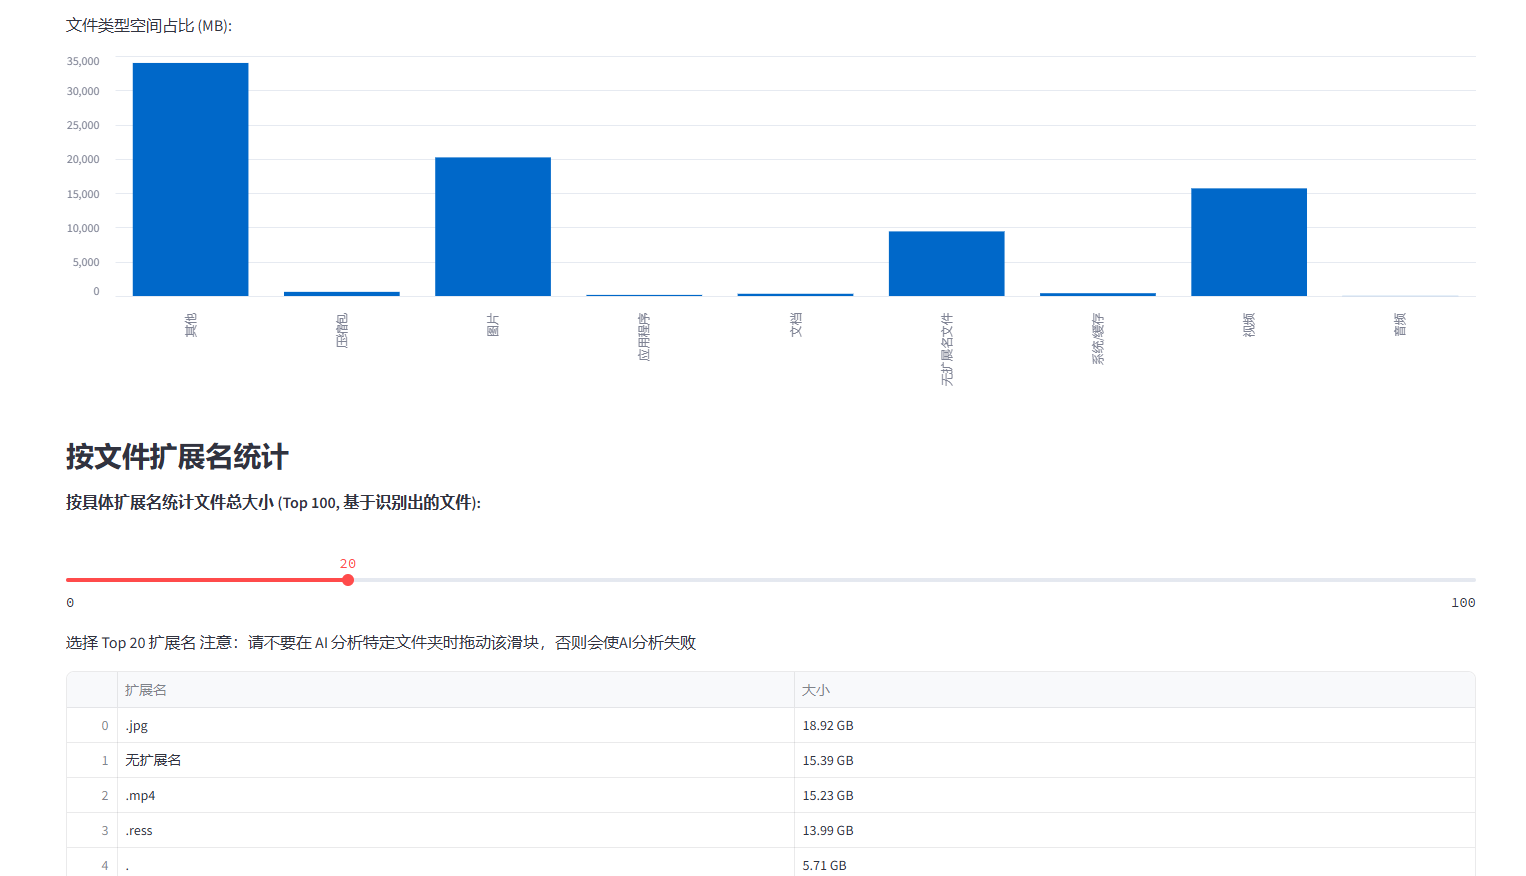 文件类型空间占比 (MB):
35,000
30,000
25,000
20,000
15,000
10,000
5,000
0
其他
压缩包
图片
应用程序
文档
无扩展名文件
系统/缓存
视频
音频
按文件扩展名统计
按具体扩展名统计文件总大小 (Top 100, 基于识别出的文件):
20
0 100
选择 Top 20 扩展名 注意：请不要在 AI 分析特定文件夹时拖动该滑块，否则会使AI分析失败
扩展名 大小
0 .jpg 18.92 GB
1 无扩展名 15.39 GB
2 .mp4 15.23 GB
3 .ress 13.99 GB
4 . 5.71 GB